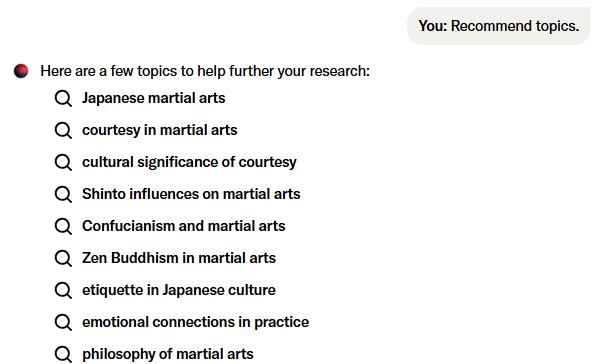 You: Recommend topics.
Here are a few topics to help further your research:
Japanese martial arts
courtesy in martial arts
cultural significance of courtesy
Shinto influences on martial arts
Confucianism and martial arts
Zen Buddhism in martial arts
etiquette in Japanese culture
emotional connections in practice
philosophy of martial arts